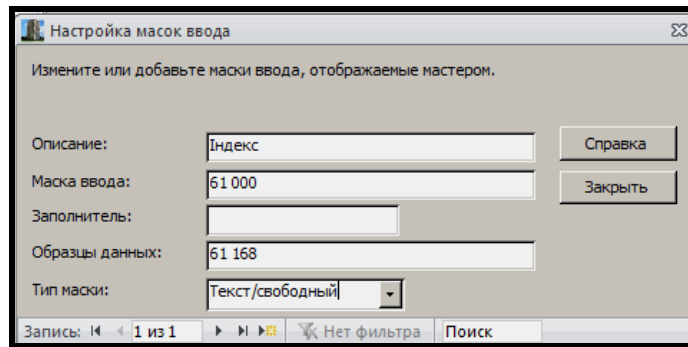 Настройка масок ввода
Измените или добавьте маски ввода, отображаемые мастером.
Описание: Індекс Справка
Маска ввода: 61 000 Закрыть
Заполнитель:
Образцы данных: 61 168
Тип маски: Текст/свободный
Запись: 1 из 1 Нет фильтра Поиск